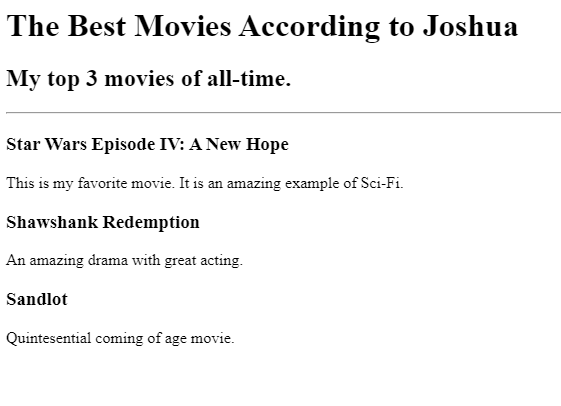 The Best Movies According to Joshua
My top 3 movies of all-time.
Star Wars Episode IV: A New Hope
This is my favorite movie. It is an amazing example of Sci-Fi.
Shawshank Redemption
An amazing drama with great acting.
Sandlot
Quintesential coming of age movie.